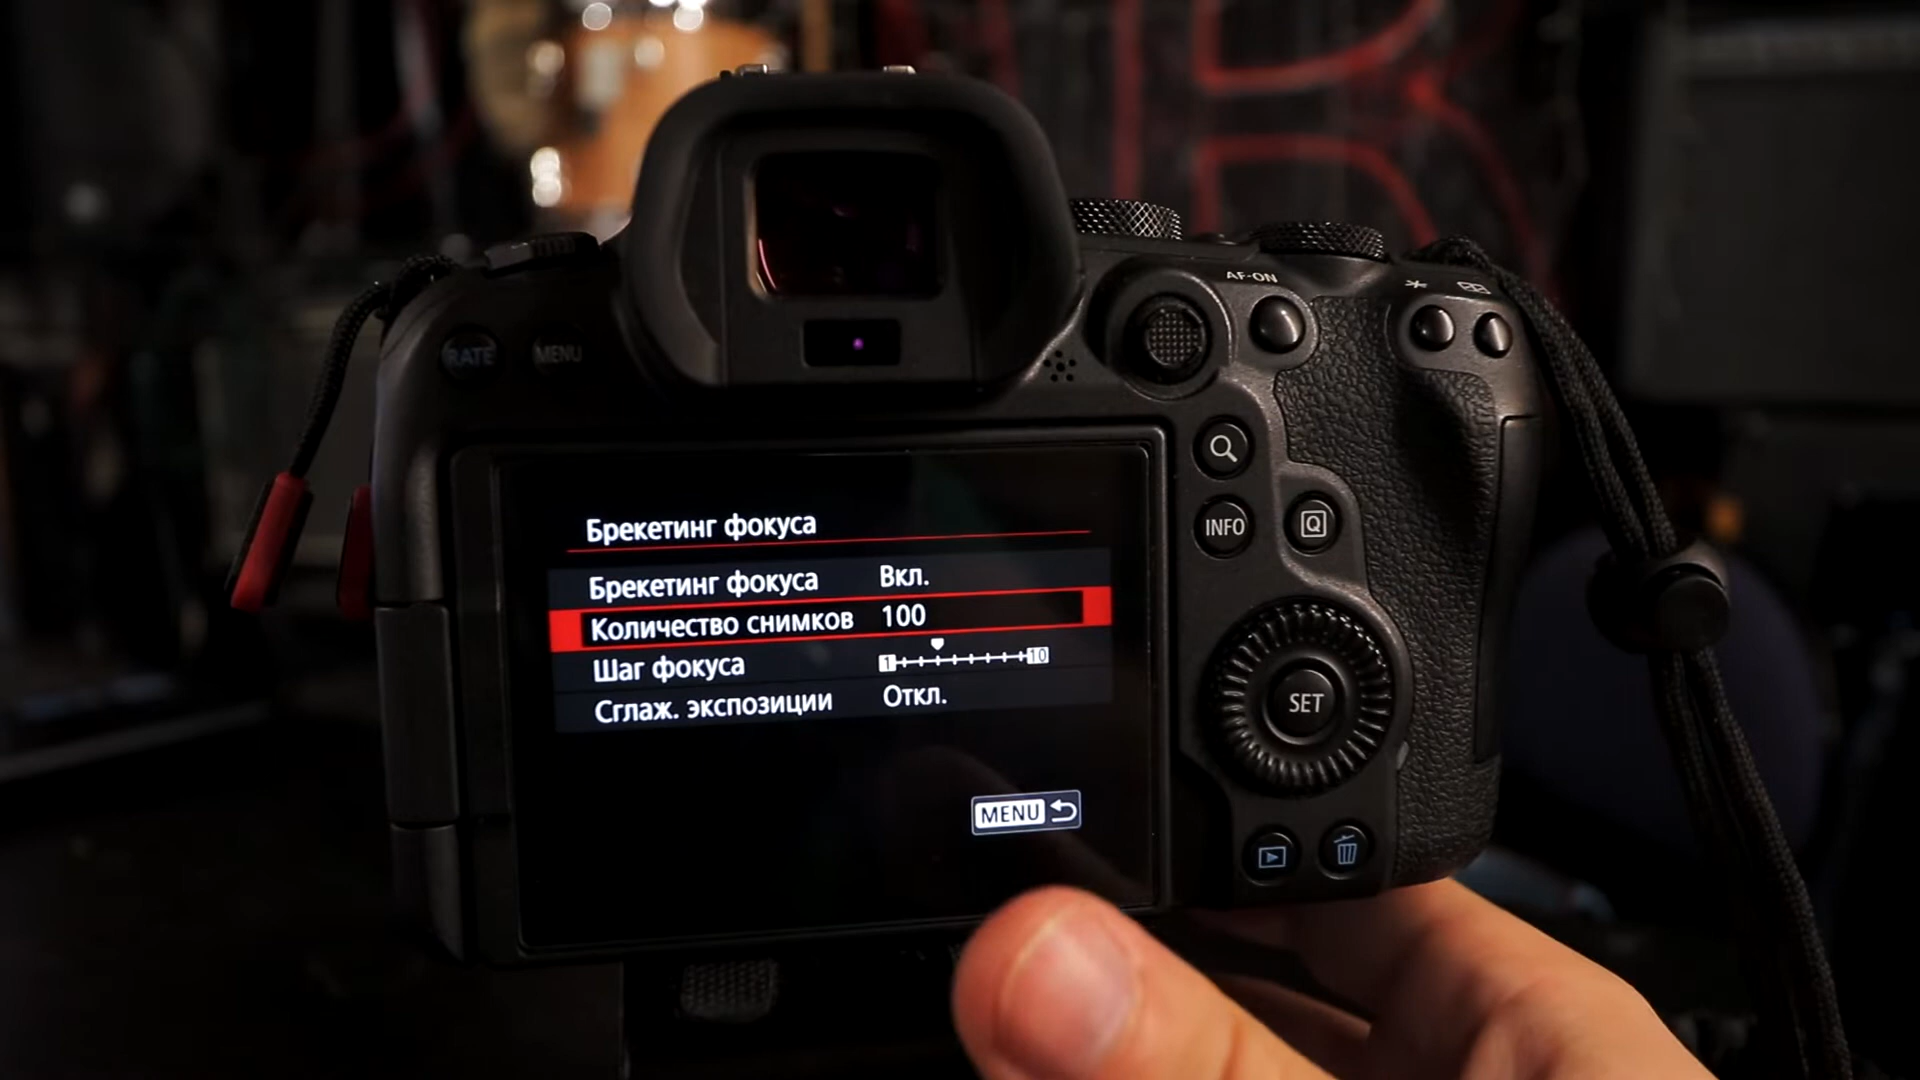 AF-ON
RATE MENU
INFO
Q
SET
Брекетинг фокуса
Брекетинг фокуса Вкл.
Количество снимков 100
Шаг фокуса 1 10
Сглаж. экспозиции Откл.
MENU